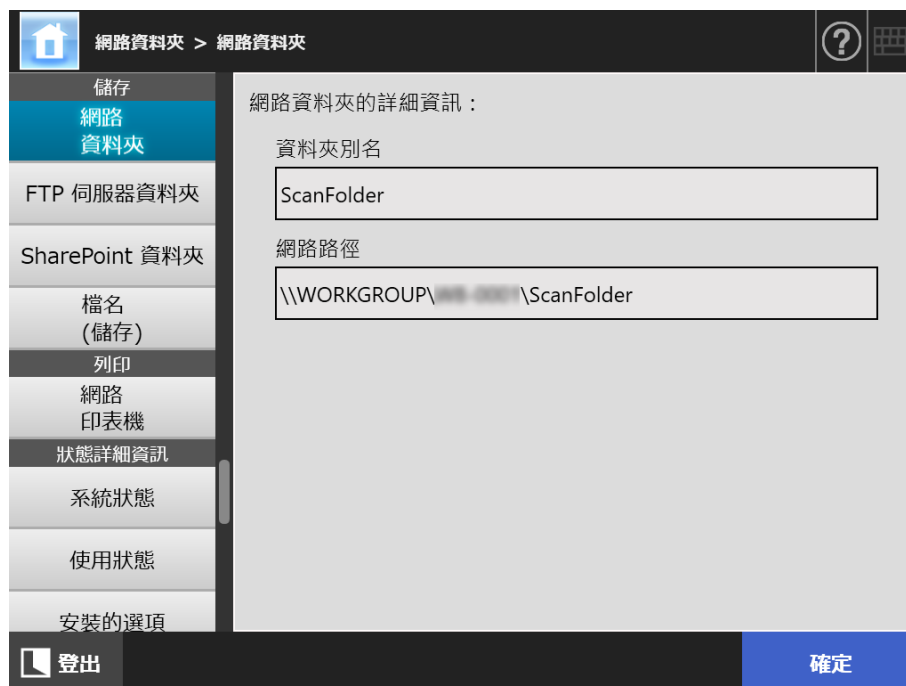 網路資料夾 > 網路資料夾
儲存
網路
資料夾
FTP 伺服器資料夾
SharePoint 資料夾
檔名
(儲存)
列印
網路
印表機
狀態詳細資訊
系統狀態
使用狀態
安裝的選項
網路資料夾的詳細資訊：
資料夾別名
ScanFolder
網路路徑
\\WORKGROUP\ \ScanFolder
登出
確定